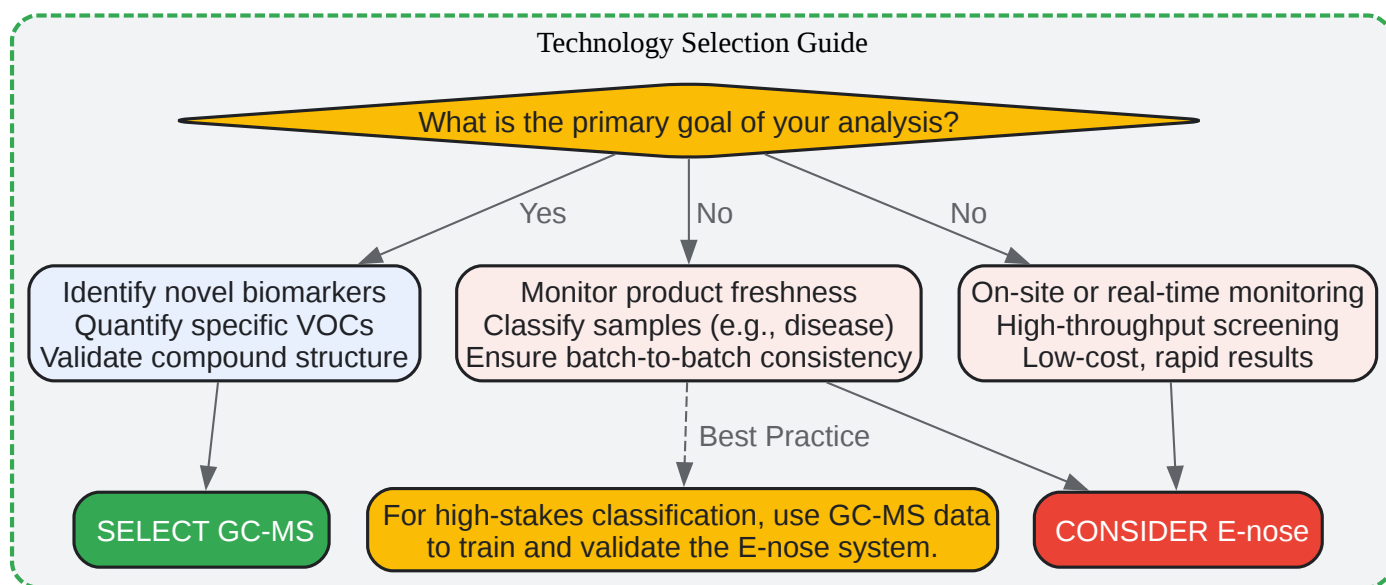 Technology Selection Guide
What is the primary goal of your analysis?
Yes
No
No
Identify novel biomarkers
Quantify specific VOCs
Validate compound structure
Monitor product freshness
Classify samples (e.g., disease)
Ensure batch-to-batch consistency
On-site or real-time monitoring
High-throughput screening
Low-cost, rapid results
Best Practice
SELECT GC-MS
For high-stakes classification, use GC-MS data
to train and validate the E-nose system.
CONSIDER E-nose